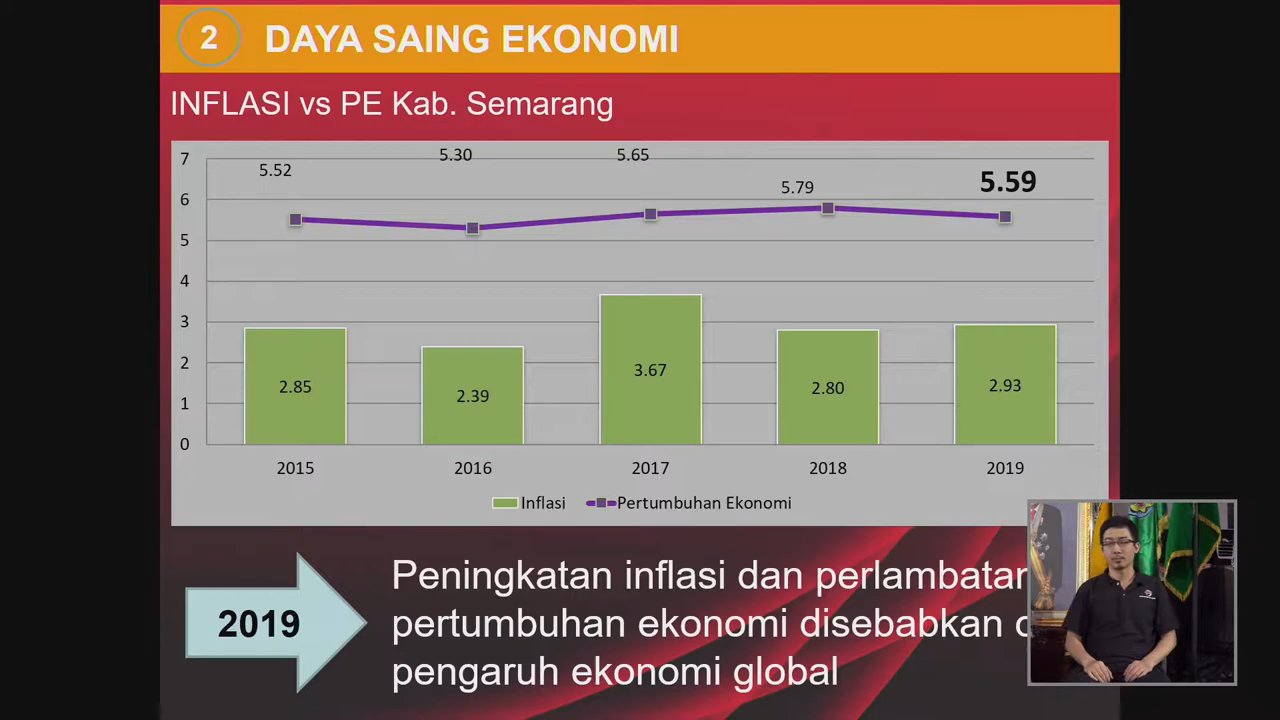 2 DAYA SAING EKONOMI
INFLASI vs PE Kab. Semarang
7
6
5
4
3
2
1
0
5.52 5.30 5.65 5.79 5.59
2.85 2.39 3.67 2.80 2.93
2015 2016 2017 2018 2019
Inflasi Pertumbuhan Ekonomi
2019
Peningkatan inflasi dan
pertumbuhan ekonomi disebabkan
pengaruh ekonomi global